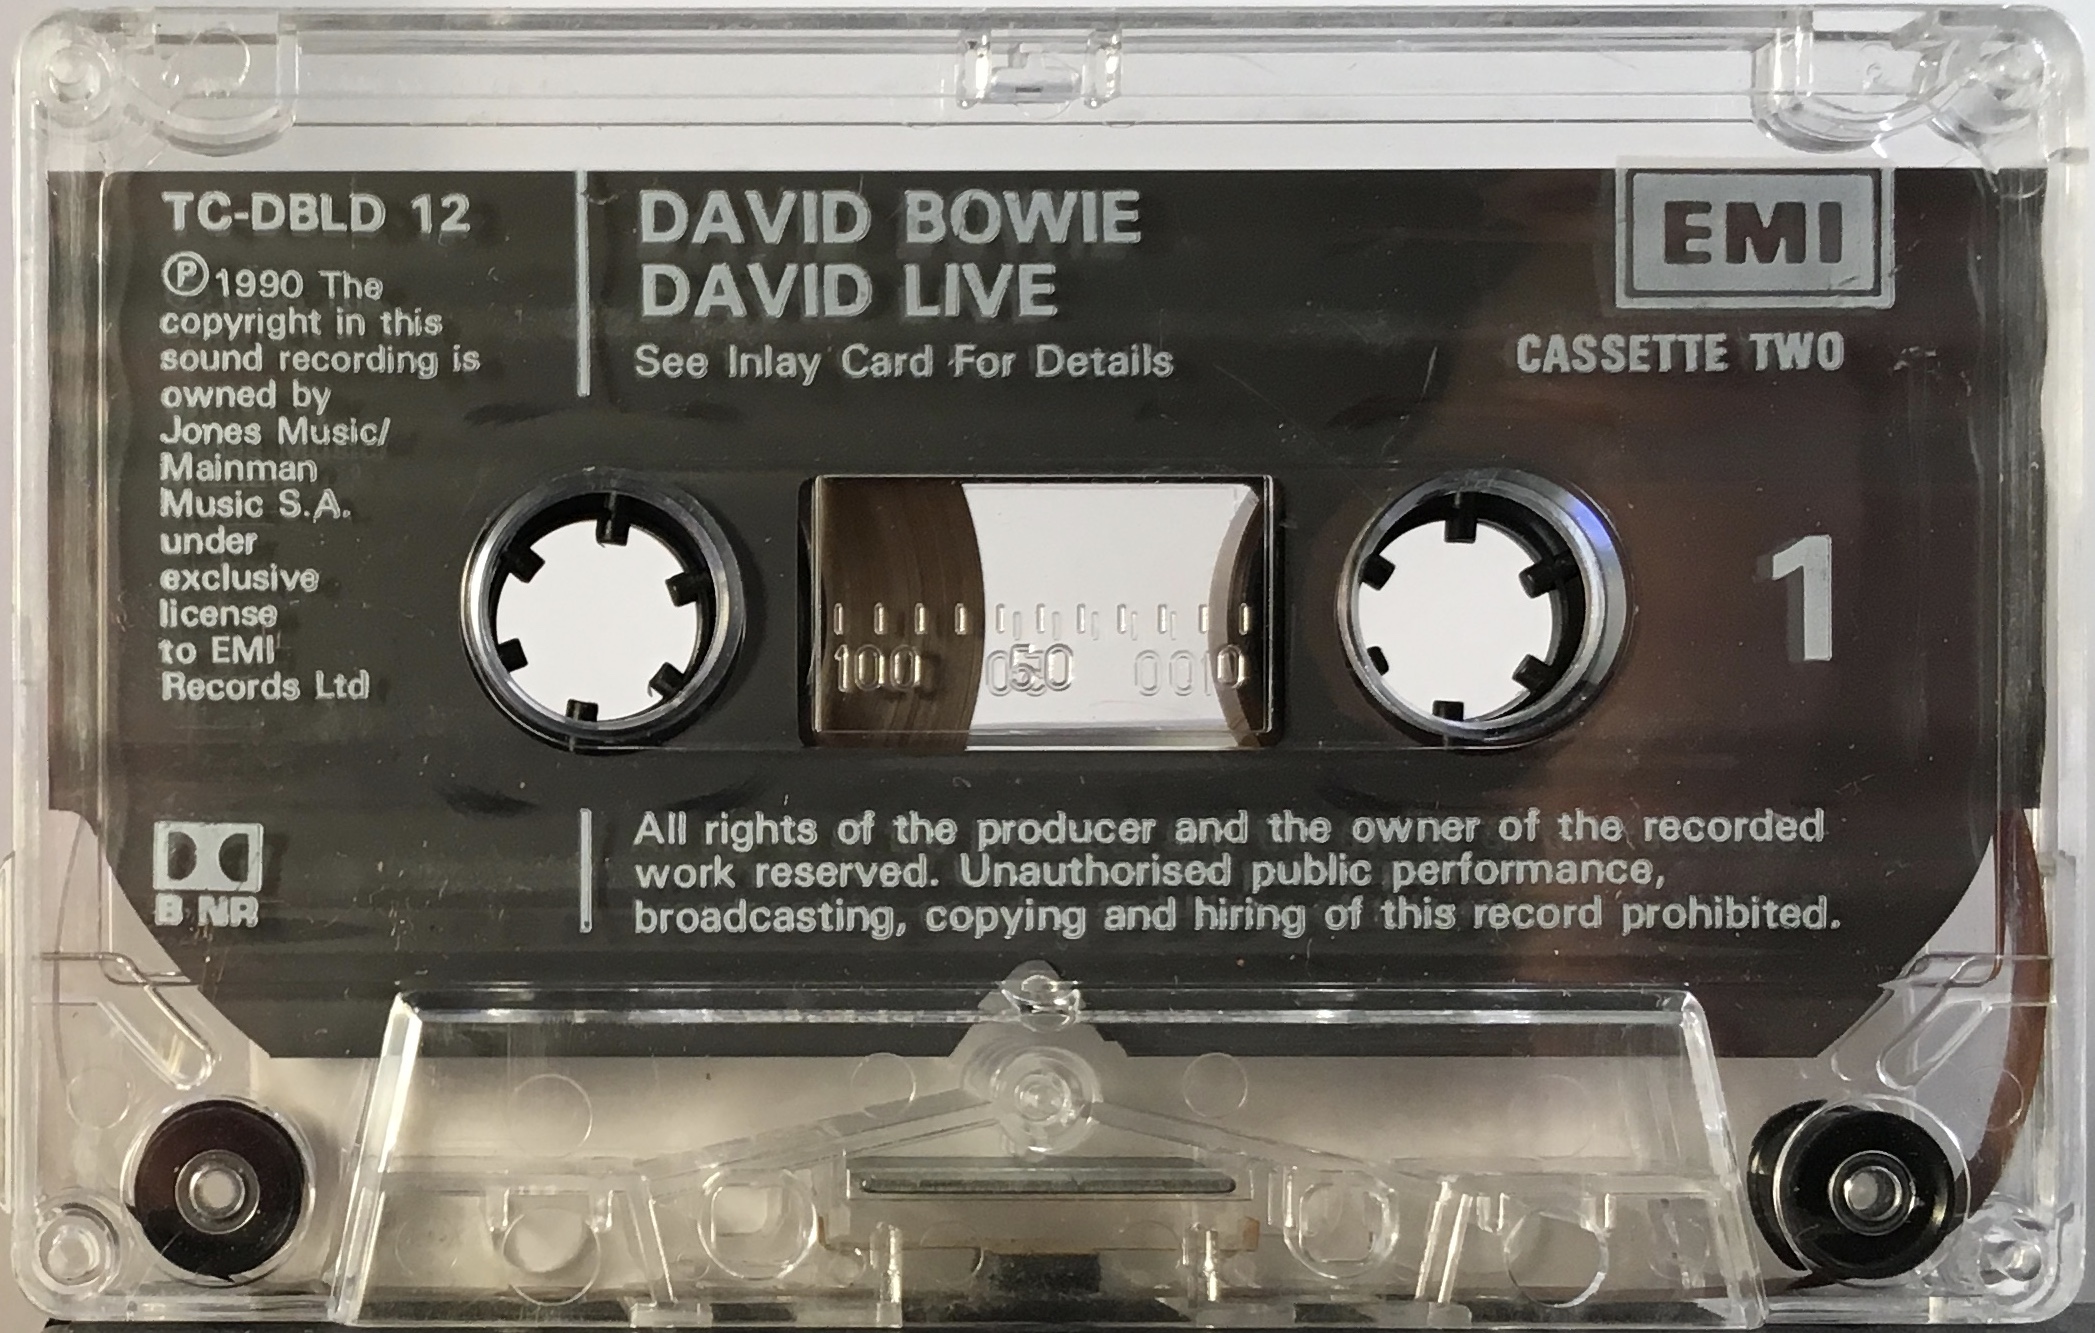 TC-DBLD 12
℗1990 The
copyright in this
sound recording is
owned by
Jones Music/
Mainman
Music S.A.
under
exclusive
license
to EMI
Records Ltd
DAVID BOWIE
DAVID LIVE
See Inlay Card For Details
EMI
CASSETTE TWO
100 50 0
1
B NR
All rights of the producer and the owner of the recorded
work reserved. Unauthorised public performance,
broadcasting, copying and hiring of this record prohibited.